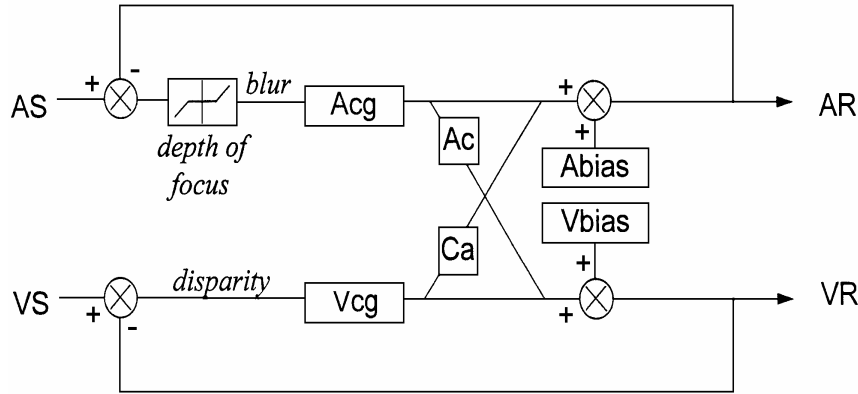 +
-
+
AS
blur
Acg
AR
depth of
focus
Ac
+
Abias
Vbias
Ca
+
VS
disparity
Vcg
VR
+
-
+